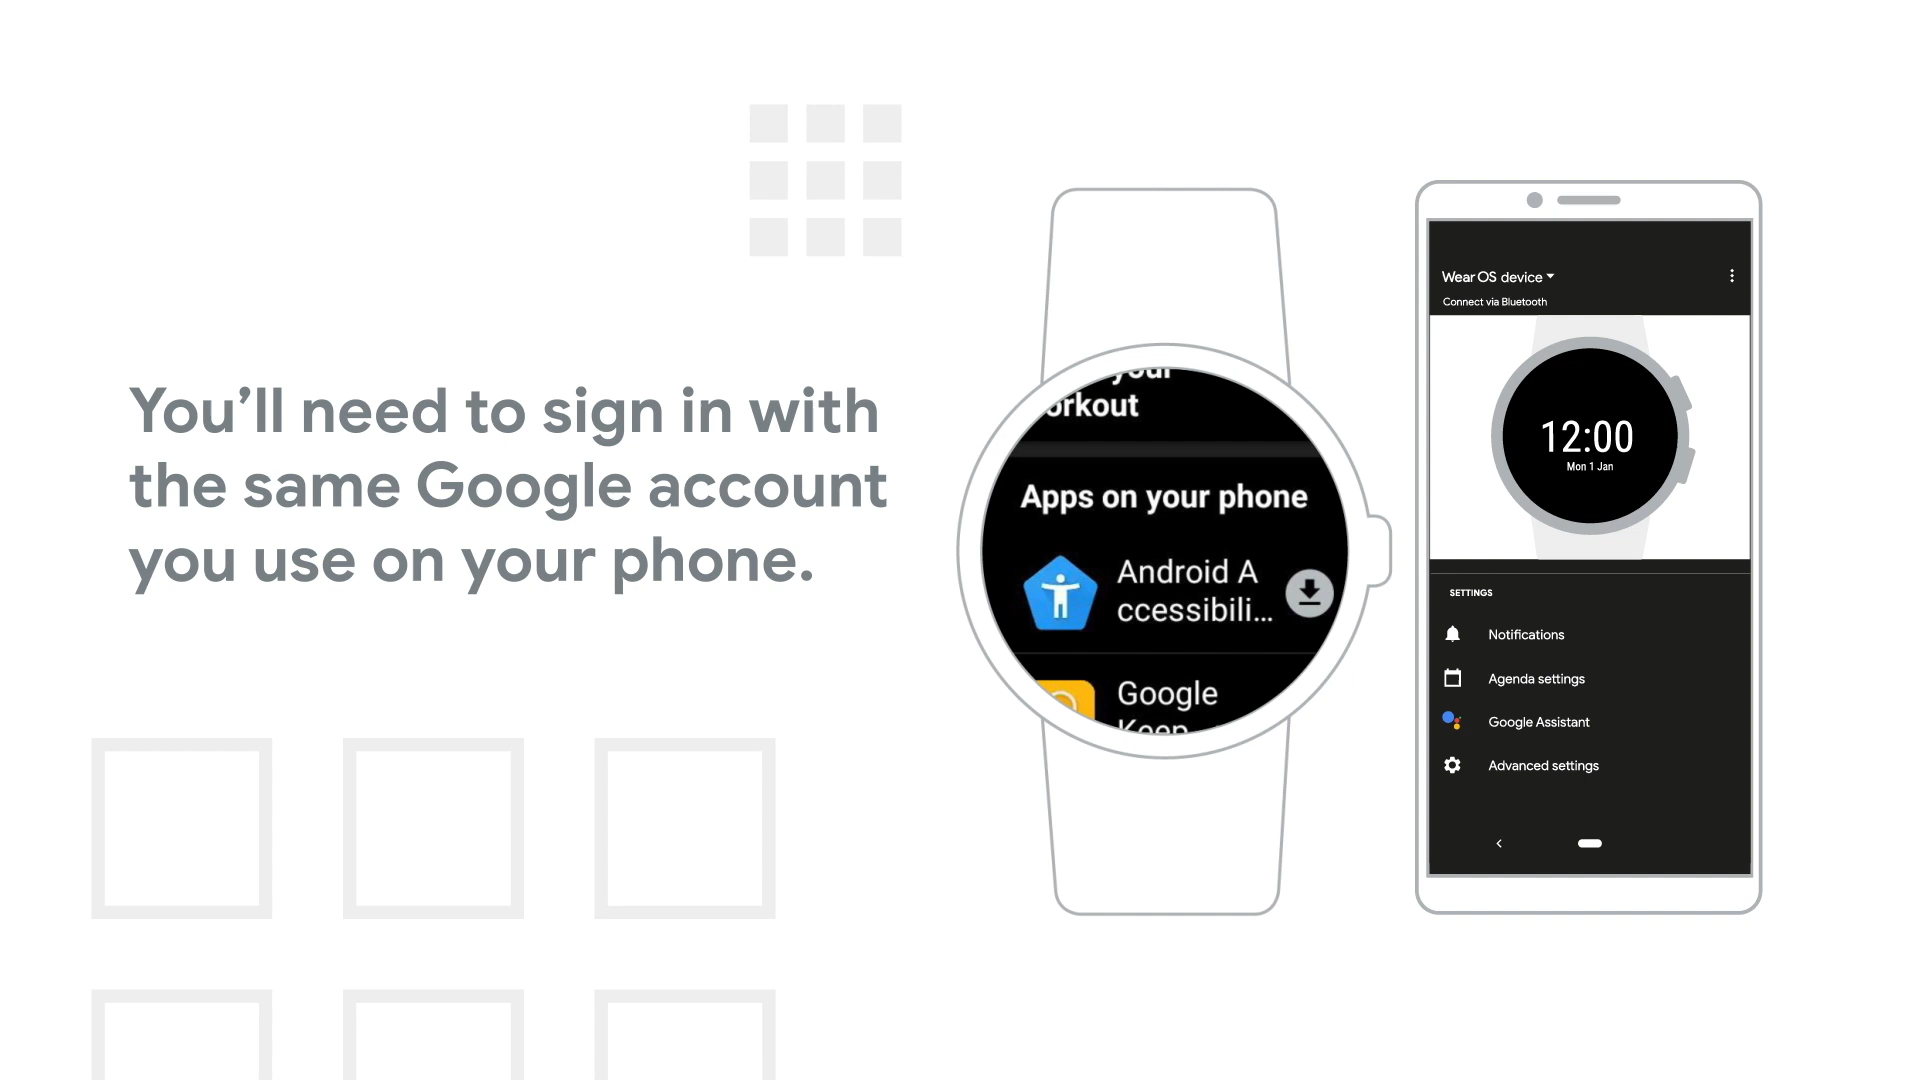 You’ll need to sign in with
the same Google account
you use on your phone.
your
orkout
Apps on your phone
Android A
ccessibili...
Google
Keep
Wear OS device
Connect via Bluetooth
12:00
Mon 1 Jan
SETTINGS
Notifications
Agenda settings
Google Assistant
Advanced settings